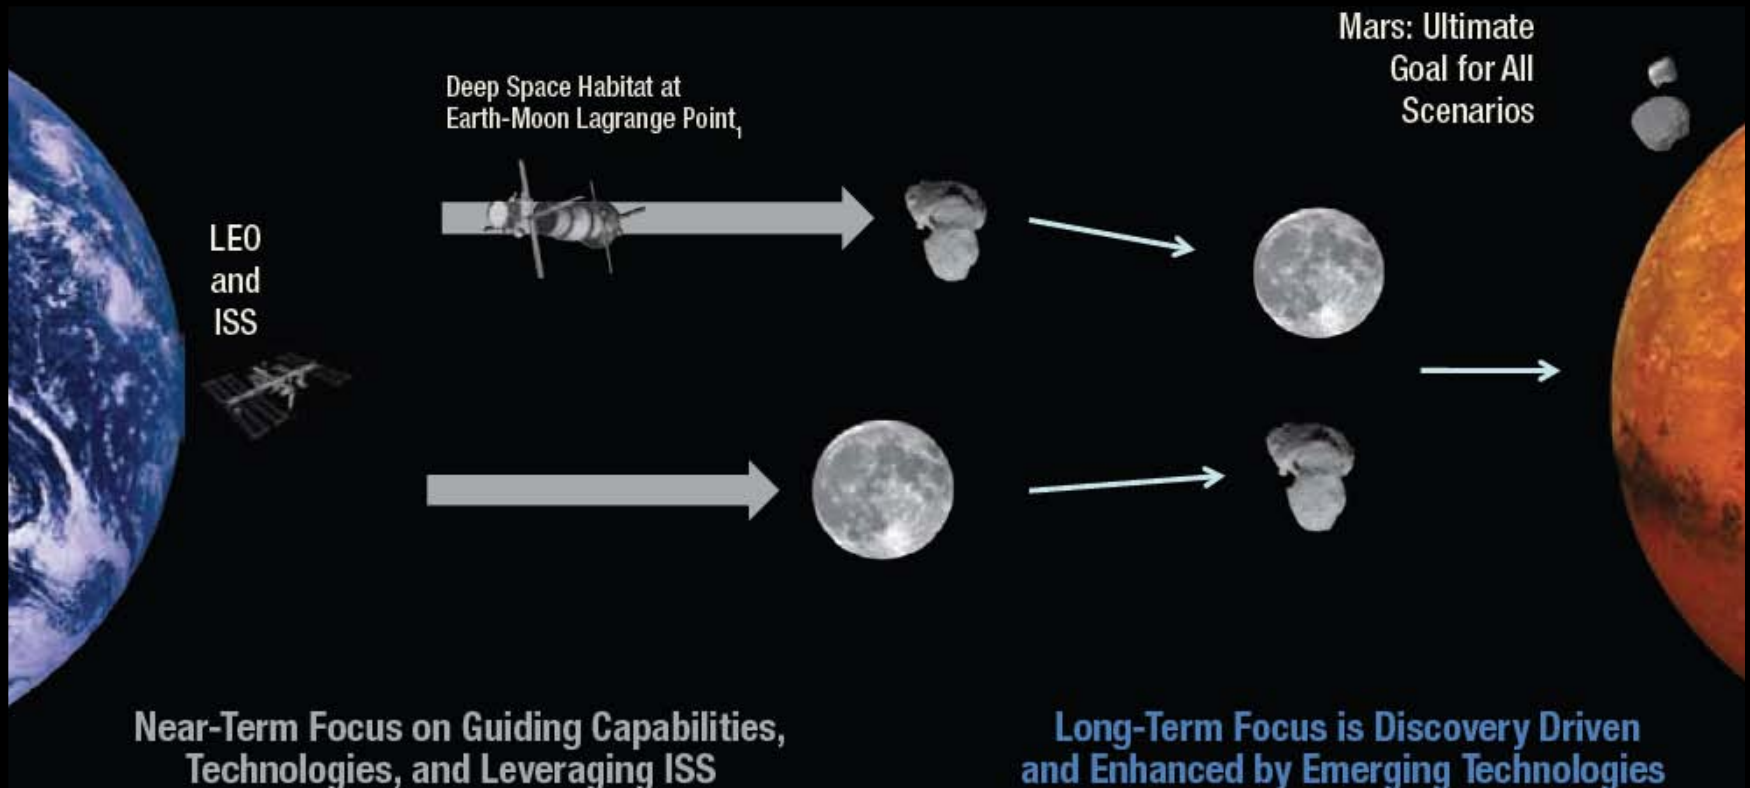 Mars: Ultimate
Goal for All
Scenarios
Deep Space Habitat at
Earth-Moon Lagrange Point1
LEO
and
ISS
Near-Term Focus on Guiding Capabilities,
Technologies, and Leveraging ISS
Long-Term Focus is Discovery Driven
and Enhanced by Emerging Technologies